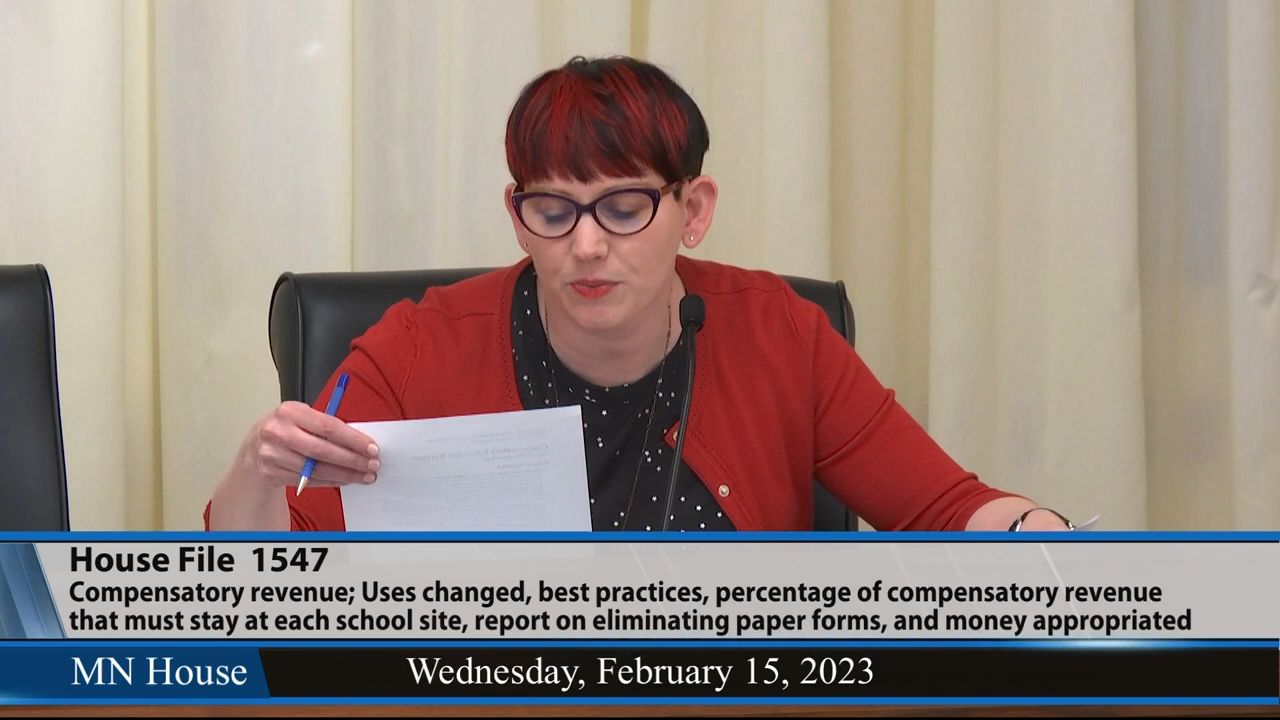 House File 1547
Compensatory revenue; Uses changed, best practices, percentage of compensatory revenue
that must stay at each school site, report on eliminating paper forms, and money appropriated
MN House
Wednesday, February 15, 2023